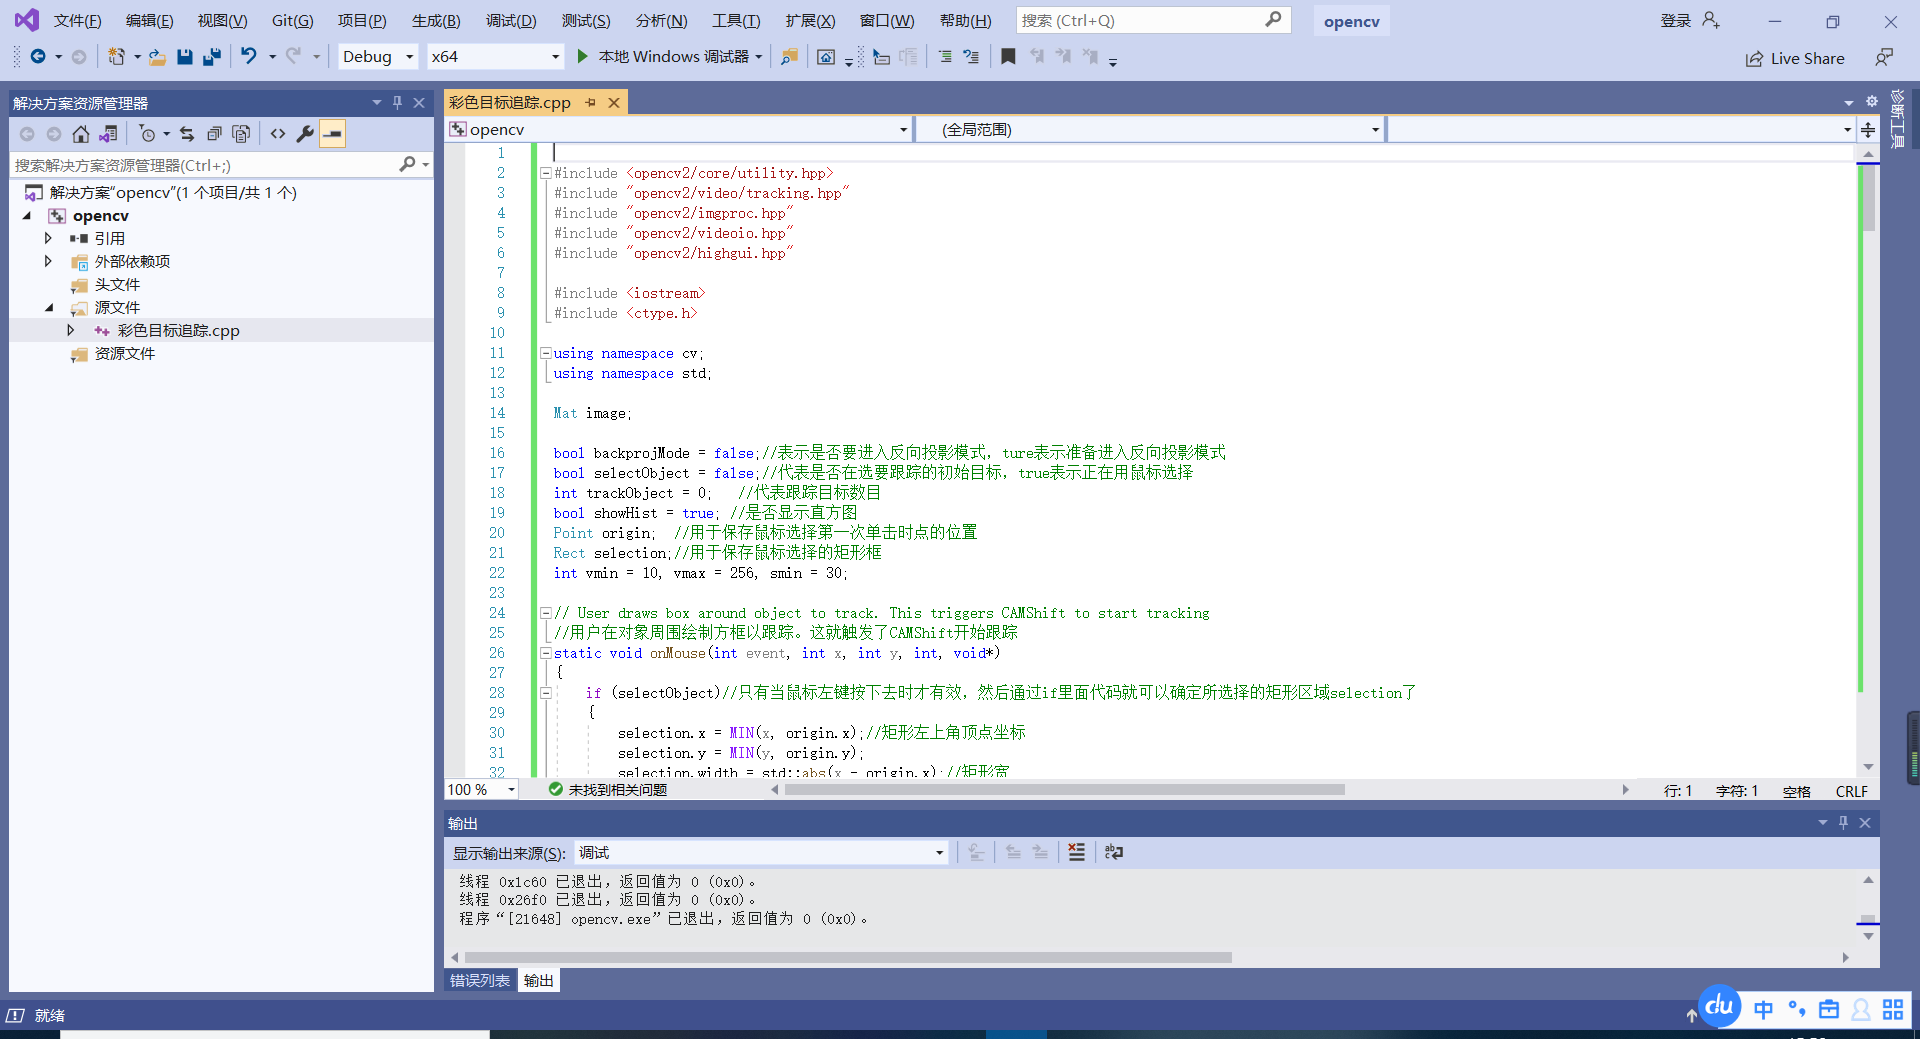 文件(F) 编辑(E) 视图(V) Git(G) 项目(P) 生成(B) 调试(D) 测试(S) 分析(N) 工具(T) 扩展(X) 窗口(W) 帮助(H) 搜索 (Ctrl+Q) opencv 登录
Debug x64 本地 Windows 调试器 Live Share
解决方案资源管理器
搜索解决方案资源管理器(Ctrl+;)
解决方案"opencv"(1 个项目/共 1 个)
opencv
引用
外部依赖项
头文件
源文件
彩色目标追踪.cpp
资源文件
彩色目标追踪.cpp
opencv (全局范围)
1
2 #include <opencv2/core/utility.hpp>
3 #include "opencv2/video/tracking.hpp"
4 #include "opencv2/imgproc.hpp"
5 #include "opencv2/videoio.hpp"
6 #include "opencv2/highgui.hpp"
7
8 #include <iostream>
9 #include <ctype.h>
10
11 using namespace cv;
12 using namespace std;
13
14 Mat image;
15
16 bool backprojMode = false;//表示是否要进入反向投影模式，ture表示准备进入反向投影模式
17 bool selectObject = false;//代表是否在选要跟踪的初始目标，true表示正在用鼠标选择
18 int trackObject = 0; //代表跟踪目标数目
19 bool showHist = true; //是否显示直方图
20 Point origin; //用于保存鼠标选择第一次单击时点的位置
21 Rect selection;//用于保存鼠标选择的矩形框
22 int vmin = 10, vmax = 256, smin = 30;
23
24 // User draws box around object to track. This triggers CAMShift to start tracking
25 //用户在对象周围绘制方框以跟踪。这就触发了CAMShift开始跟踪
26 static void onMouse(int event, int x, int y, int, void*)
27 {
28 if (selectObject)//只有当鼠标左键按下去时才有效，然后通过if里面代码就可以确定所选择的矩形区域selection了
29 {
30 selection.x = MIN(x, origin.x);//矩形左上角顶点坐标
31 selection.y = MIN(y, origin.y);
32 selection.width = std::abs(x - origin.x);//矩形宽
100 % 未找到相关问题 行: 1 字符: 1 空格 CRLF
输出
显示输出来源(S): 调试
线程 0x1c60 已退出，返回值为 0 (0x0)。
线程 0x26f0 已退出，返回值为 0 (0x0)。
程序“[21648] opencv.exe”已退出，返回值为 0 (0x0)。
错误列表 输出
就绪
du 中
诊断工具